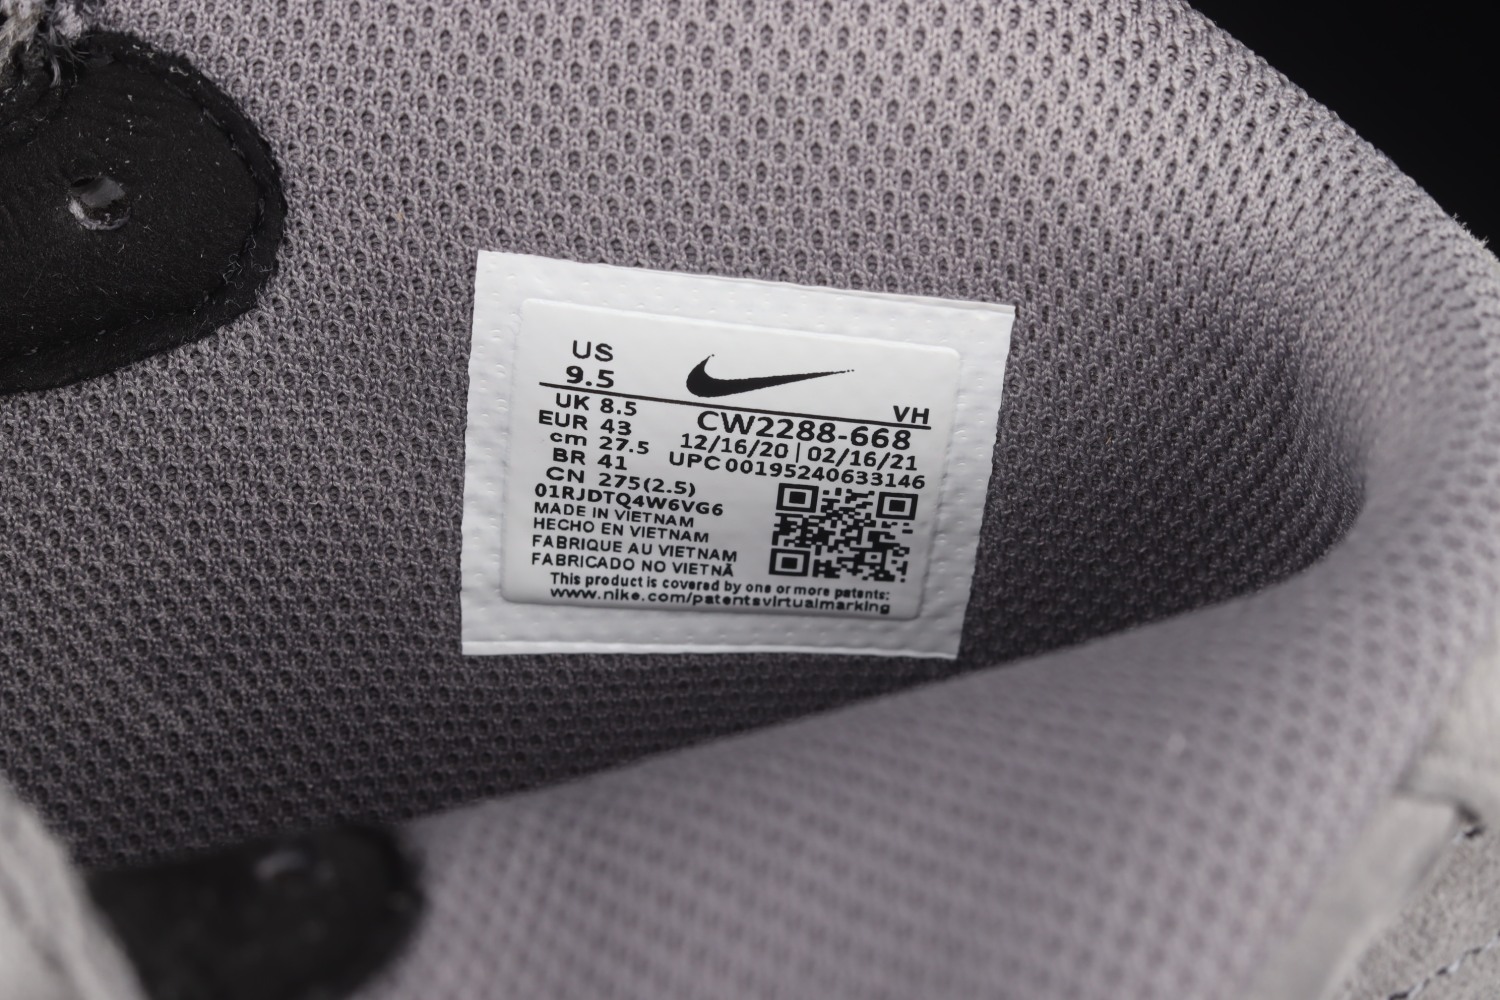 US
9.5
UK 8.5
EUR 43
cm 27.5
BR 41
CN 275(2.5)
VH
CW2288-668
12/16/20 | 02/16/21
UPC 00195240633146
01RJDTQ4W6VG6
MADE IN VIETNAM
HECHO EN VIETNAM
FABRIQUE AU VIETNAM
FABRICADO NO VIETNÃ
This product is covered by one or more patents:
www.nike.com/patentsvirtualmarking